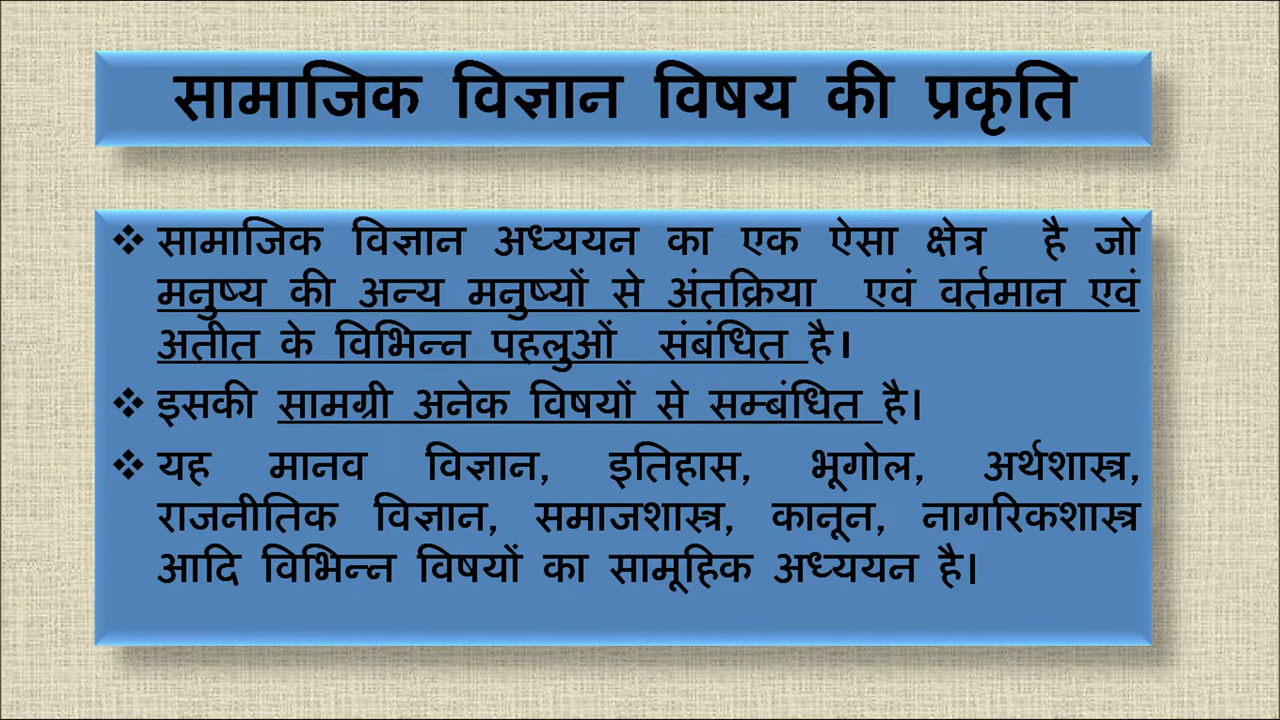 सामाजिक विज्ञान विषय की प्रकृति
❖ सामाजिक विज्ञान अध्ययन का एक ऐसा क्षेत्र है जो
मनुष्य की अन्य मनुष्यों से अंतक्रिया एवं वर्तमान एवं
अतीत के विभिन्न पहलुओं संबंधित है।
❖ इसकी सामग्री अनेक विषयों से सम्बंधित है।
❖ यह मानव विज्ञान, इतिहास, भूगोल, अर्थशास्त्र,
राजनीतिक विज्ञान, समाजशास्त्र, कानून, नागरिकशास्त्र
आदि विभिन्न विषयों का सामूहिक अध्ययन है।